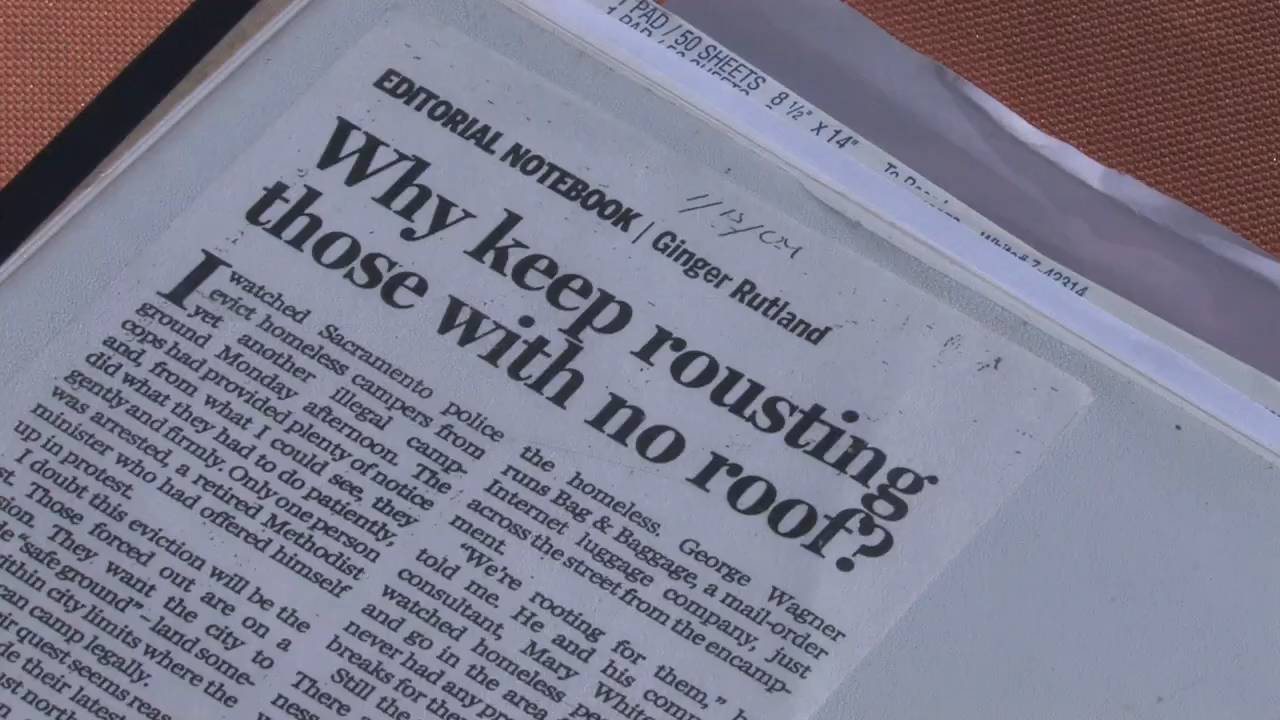 1 PAD / 50 SHEETS 8 ½" x 14"
EDITORIAL NOTEBOOK | Ginger Rutland
Why keep rousting
those with no roof?
I watched Sacramento police
evict homeless campers from
yet another illegal camp-
ground Monday afternoon. The
cops had provided plenty of notice
and, from what I could see, they
did what they had to do patiently,
gently and firmly. Only one person
was arrested, a retired Methodist
minister who had offered himself
up in protest.
I doubt this eviction will be the
Those forced out are on a
They want the city to
"safe ground" – land some-
within city limits where the
can camp legally.
quest seems
their latest
north
the homeless. George Wagner
runs Bag & Baggage, a mail-order
Internet luggage company, just
across the street from the encamp-
ment.
"We're rooting for them,"
told me. He and his
consultant, Mary
watched homeless
and go in the area
never had any
breaks for
Still the
There